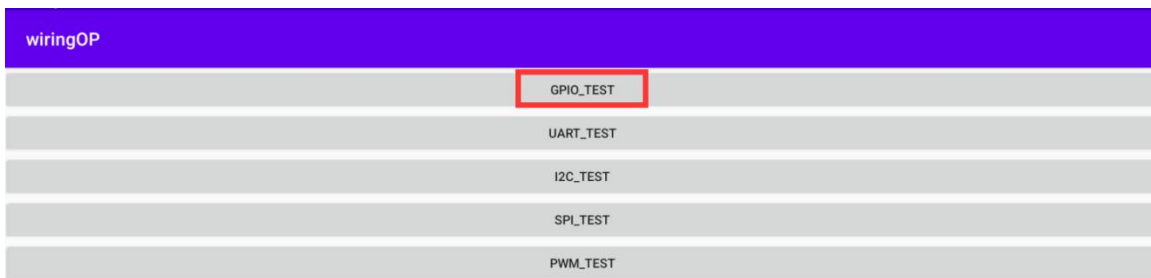 wiringOP
GPIO_TEST
UART_TEST
I2C_TEST
SPI_TEST
PWM_TEST